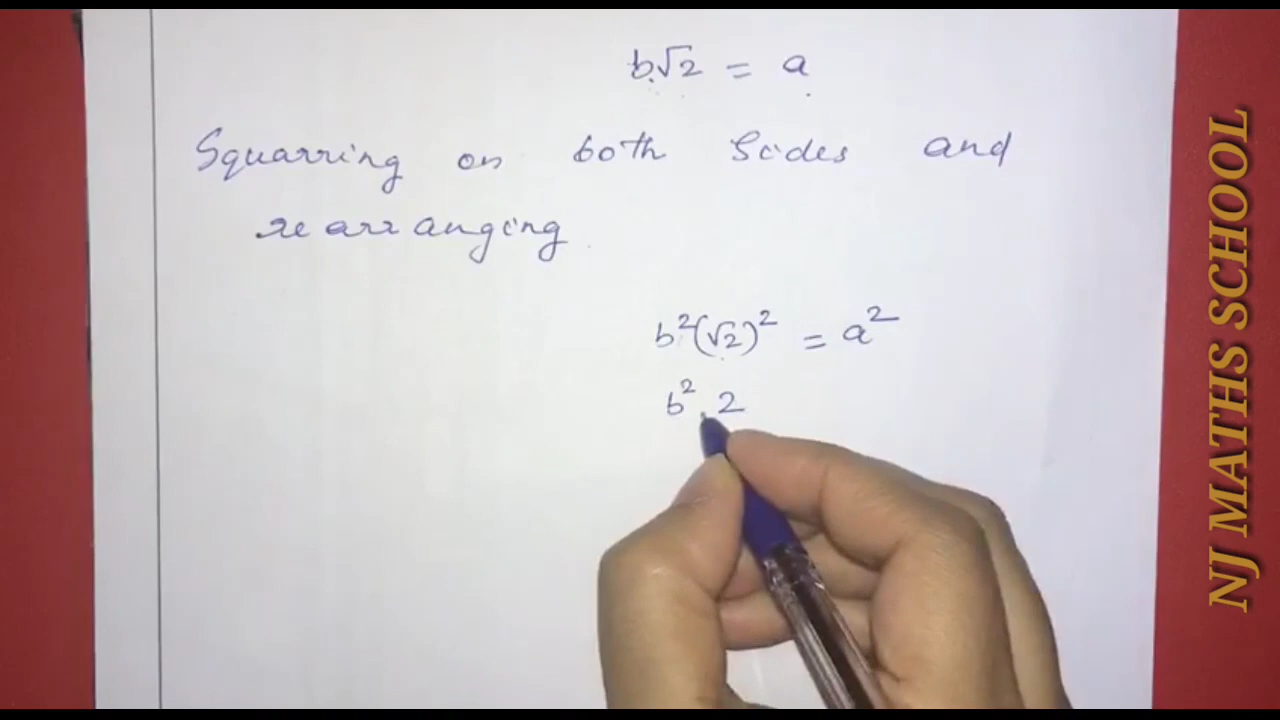 b√2 = a
Squarring on both Sides and
rearranging
b²(√2)² = a²
b² 2
NJ MATHS SCHOOL